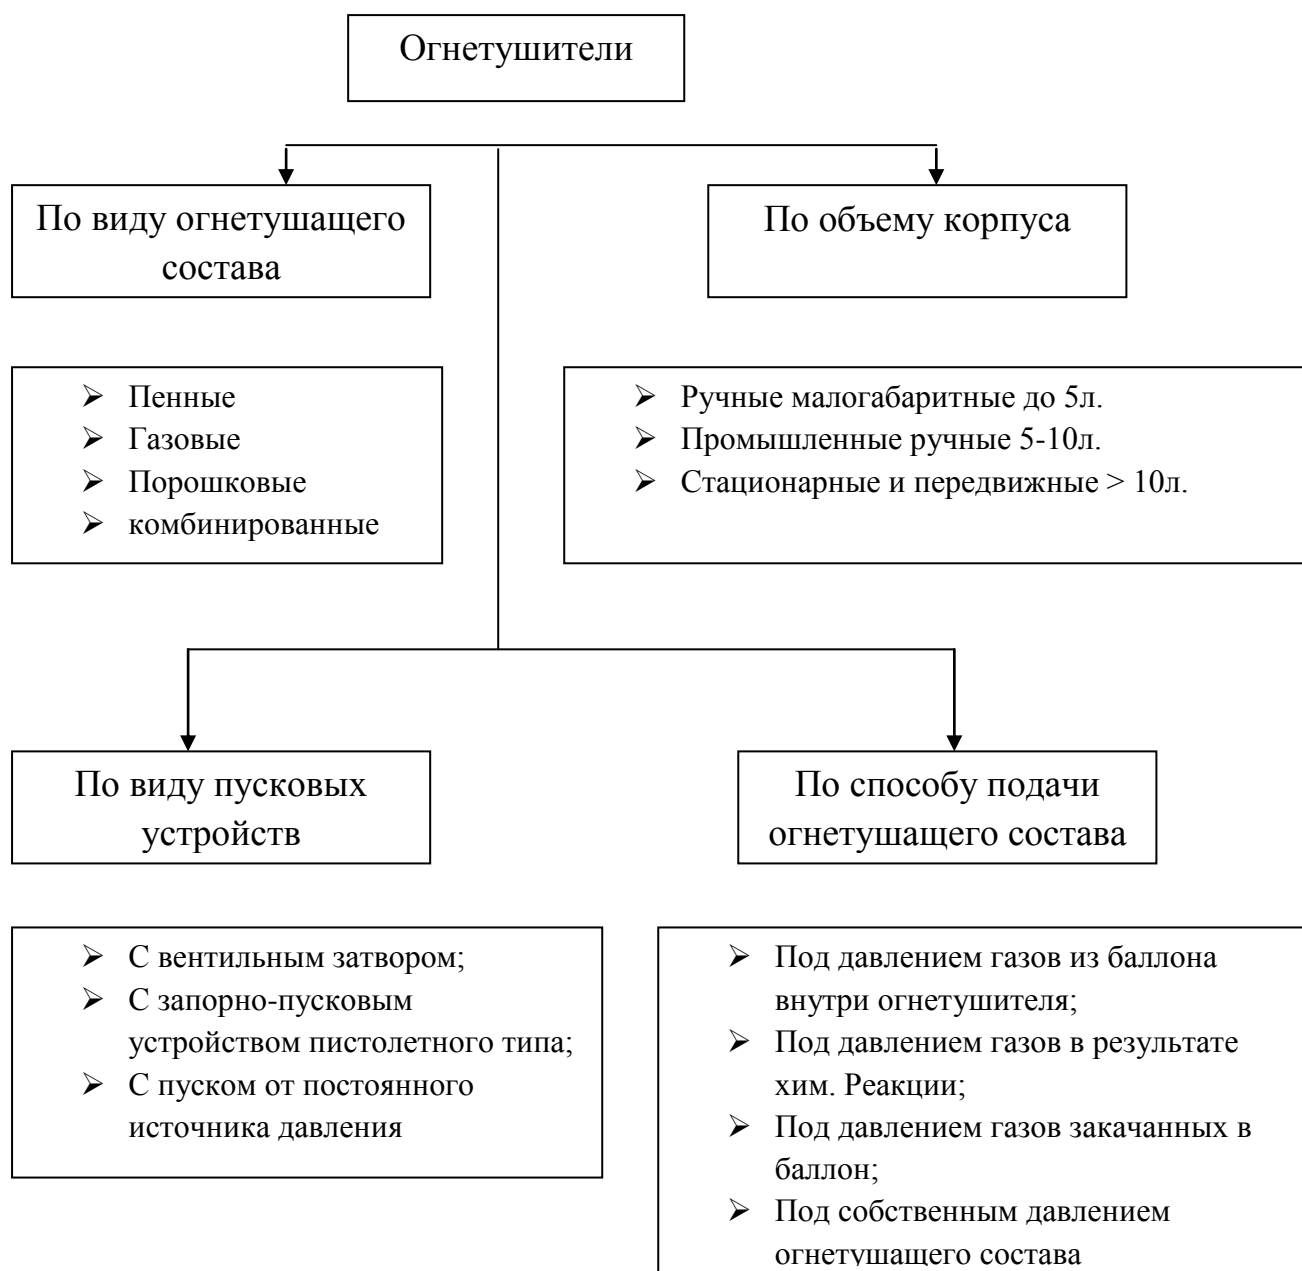 Огнетушители
По виду огнетушащего
состава
По объему корпуса
➢ Пенные
➢ Газовые
➢ Порошковые
➢ комбинированные
➢ Ручные малогабаритные до 5л.
➢ Промышленные ручные 5-10л.
➢ Стационарные и передвижные > 10л.
По виду пусковых
устройств
По способу подачи
огнетушащего состава
➢ С вентильным затвором;
➢ С запорно-пусковым
устройством пистолетного типа;
➢ С пуском от постоянного
источника давления
➢ Под давлением газов из баллона
внутри огнетушителя;
➢ Под давлением газов в результате
хим. Реакции;
➢ Под давлением газов закачанных в
баллон;
➢ Под собственным давлением
огнетушащего состава